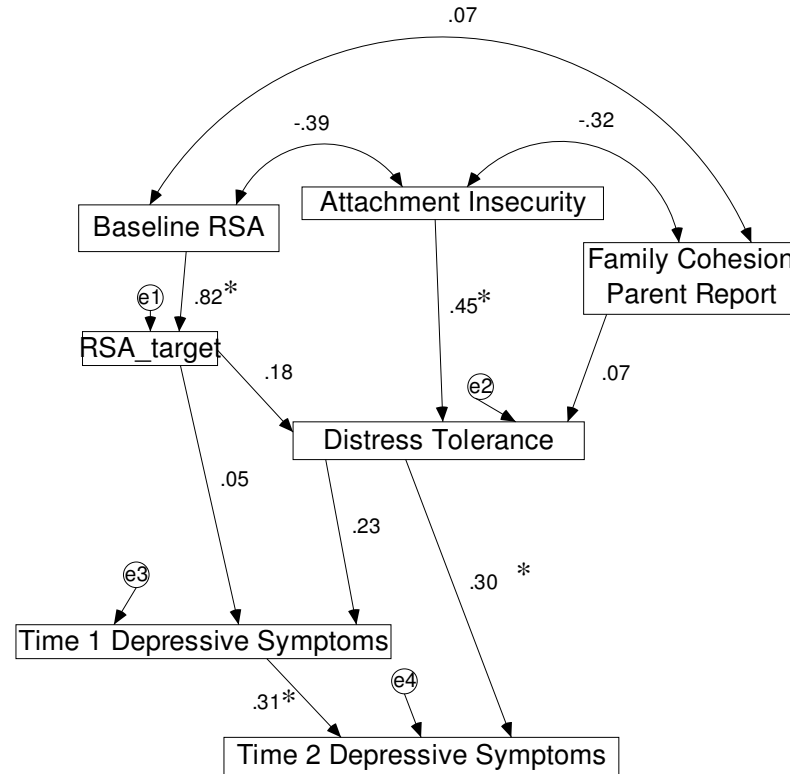 .07
-.39
-.32
Attachment Insecurity
Baseline RSA
Family Cohesion
Parent Report
e1
.82*
.45*
RSA_target
.18
e2
.07
Distress Tolerance
.05
.23
.30 *
e3
Time 1 Depressive Symptoms
.31*
e4
Time 2 Depressive Symptoms